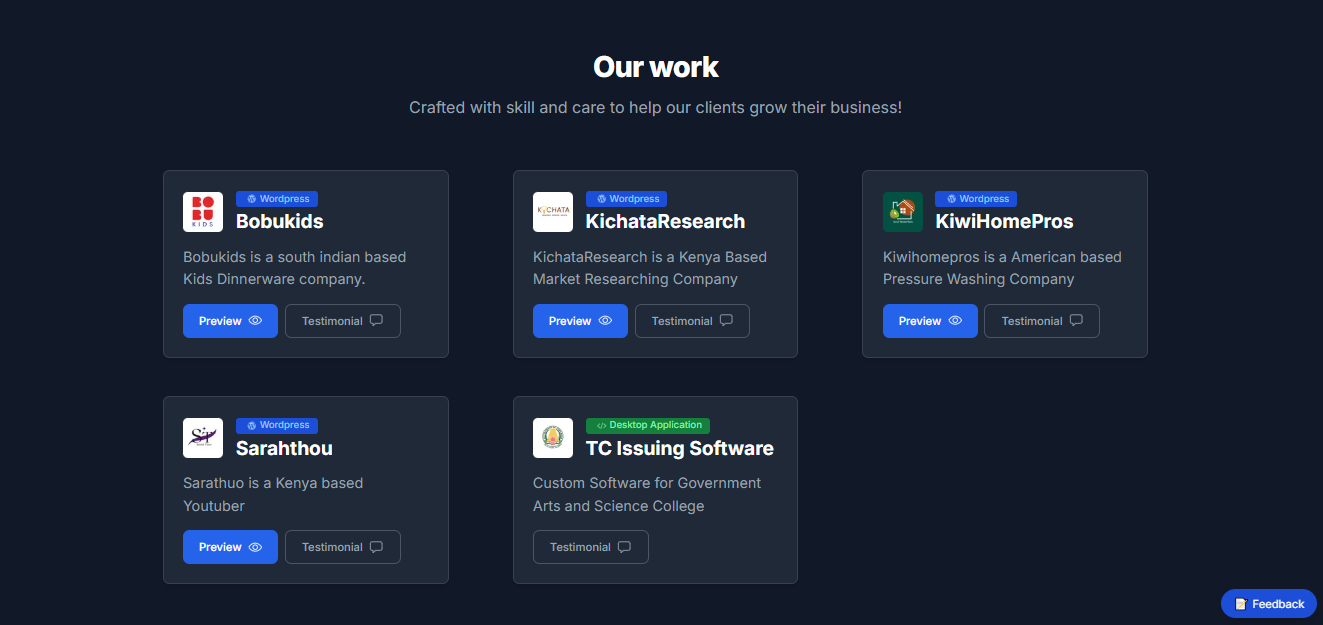 Our work
Crafted with skill and care to help our clients grow their business!
BO
BU
KIDS
Wordpress
Bobukids
Bobukids is a south indian based
Kids Dinnerware company.
Preview
Testimonial
KICHATA
Wordpress
KichataResearch
KichataResearch is a Kenya Based
Market Researching Company
Preview
Testimonial
Wordpress
KiwiHomePros
Kiwihomepros is a American based
Pressure Washing Company
Preview
Testimonial
ST
Wordpress
Sarahthou
Sarathuo is a Kenya based
Youtuber
Preview
Testimonial
</> Desktop Application
TC Issuing Software
Custom Software for Government
Arts and Science College
Testimonial
Feedback